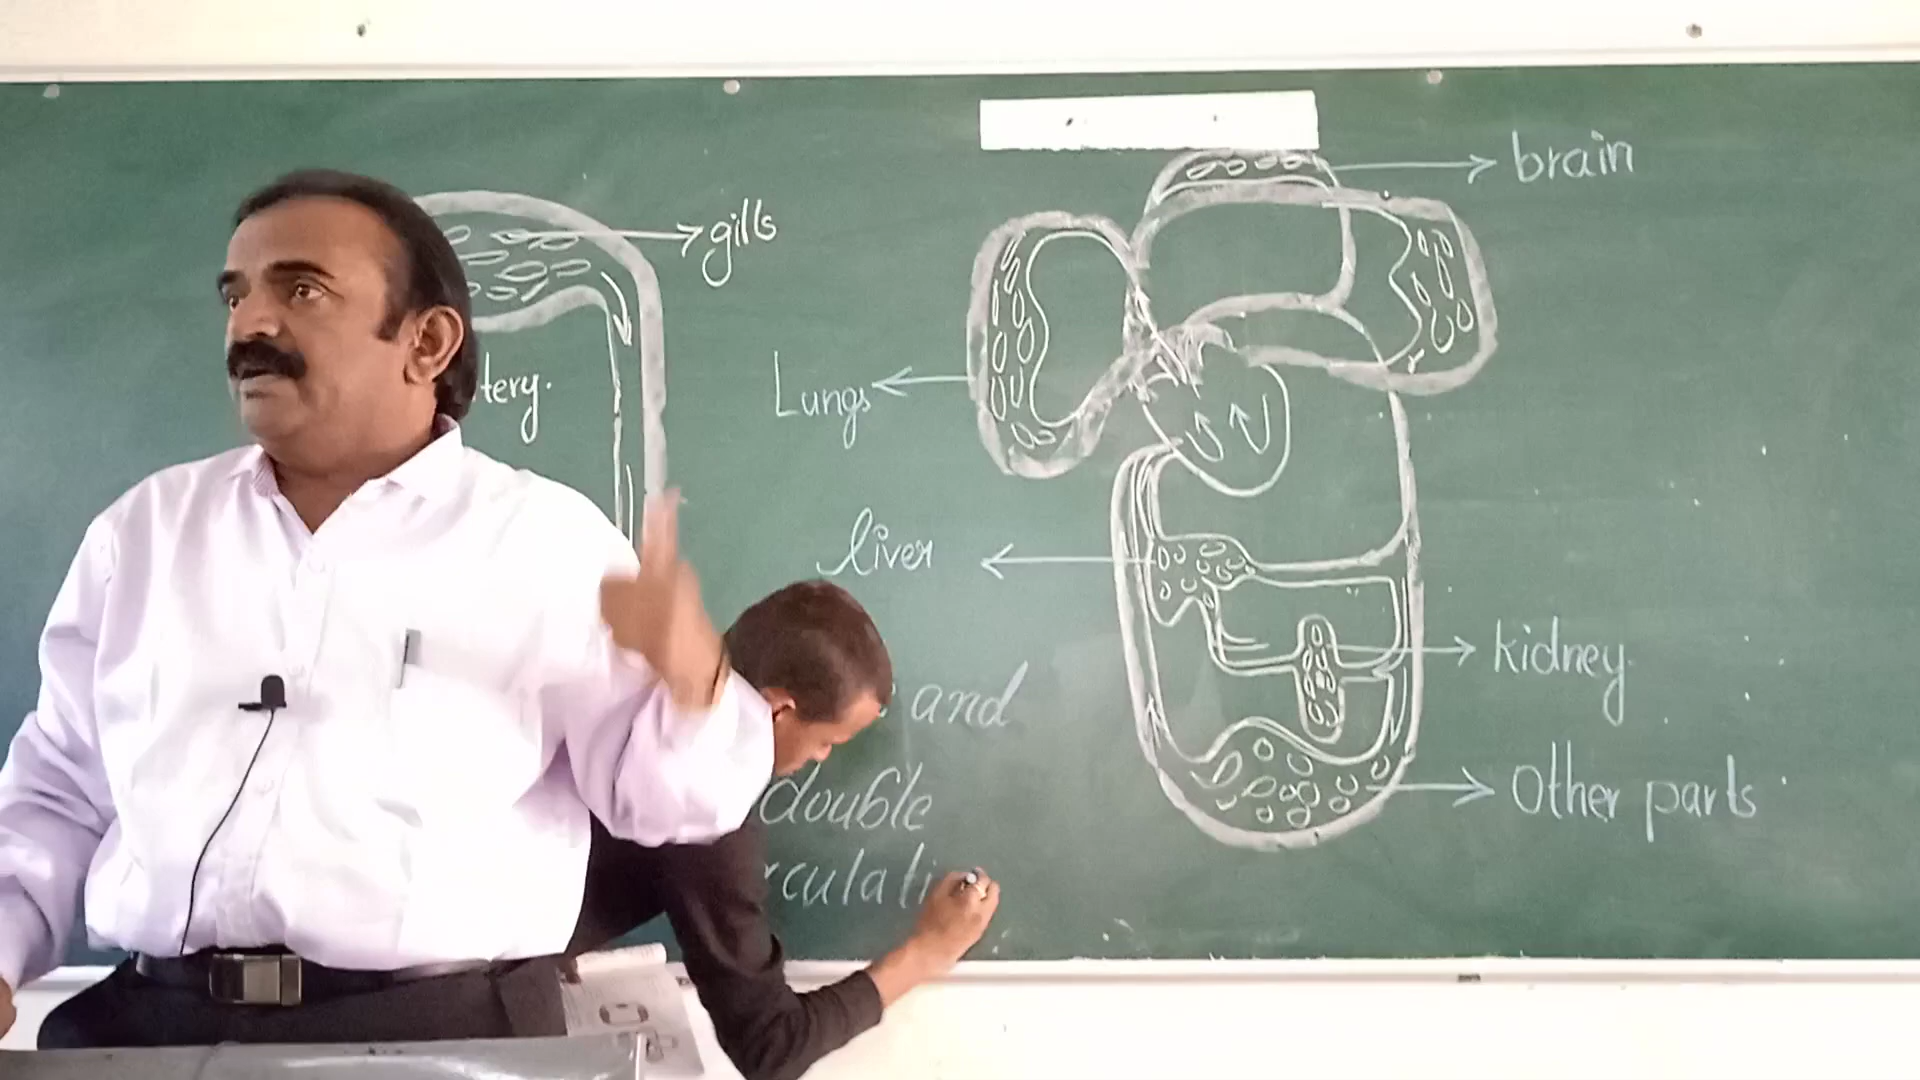 gills
tery.
brain
Lungs
liver
kidney.
Other parts
and
double
rculati